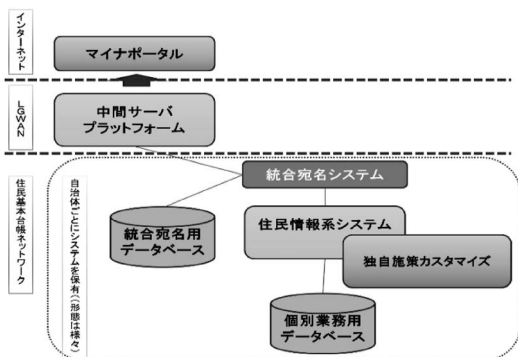 インターネット
マイナポータル
LGWAN
中間サーバ
プラットフォーム
住民基本台帳ネットワーク
自治体ごとにシステムを保有(形態は様々)
統合宛名システム
統合宛名用
データベース
住民情報系システム
独自施策カスタマイズ
個別業務用
データベース